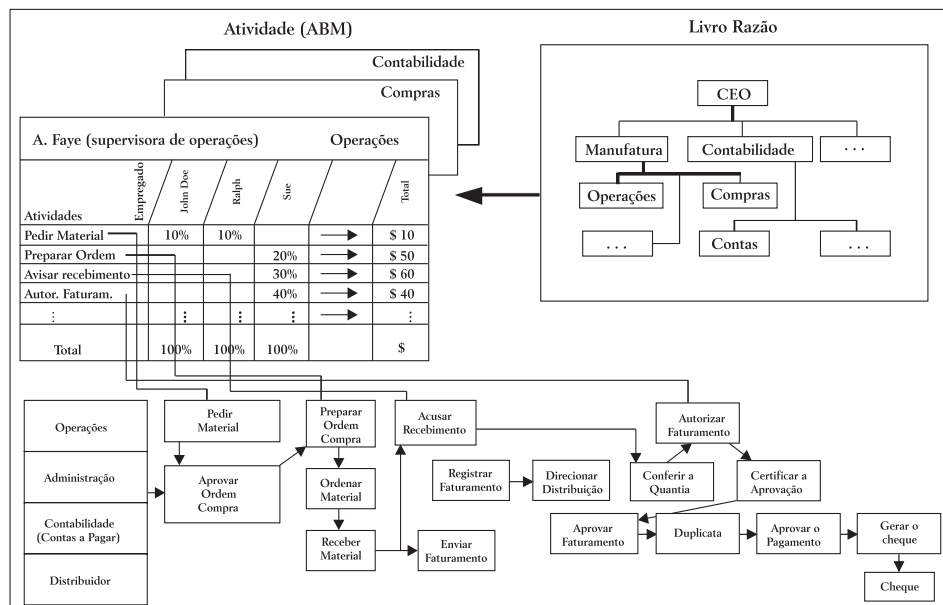 Atividade (ABM)
Livro Razão
Contabilidade
Compras
A. Faye (supervisora de operações)
Operações
Atividades
Empregado
John Doe
Ralph
Sue
Total
Pedir Material
10%
10%
$ 10
Preparar Ordem
20%
$ 50
Avisar recebimento
30%
$ 60
Autor. Faturam.
40%
$ 40
Total
100%
100%
100%
$
CEO
Manufatura
Contabilidade
. . .
Operações
Compras
. . .
Contas
. . .
Operações
Administração
Contabilidade
(Contas a Pagar)
Distribuidor
Pedir
Material
Aprovar
Ordem
Compra
Preparar
Ordem
Compra
Ordenar
Material
Receber
Material
Acusar
Recebimento
Enviar
Faturamento
Registrar
Faturamento
Direcionar
Distribuição
Conferir a
Quantia
Autorizar
Faturamento
Certificar a
Aprovação
Aprovar
Faturamento
Duplicata
Aprovar o
Pagamento
Gerar o
cheque
Cheque